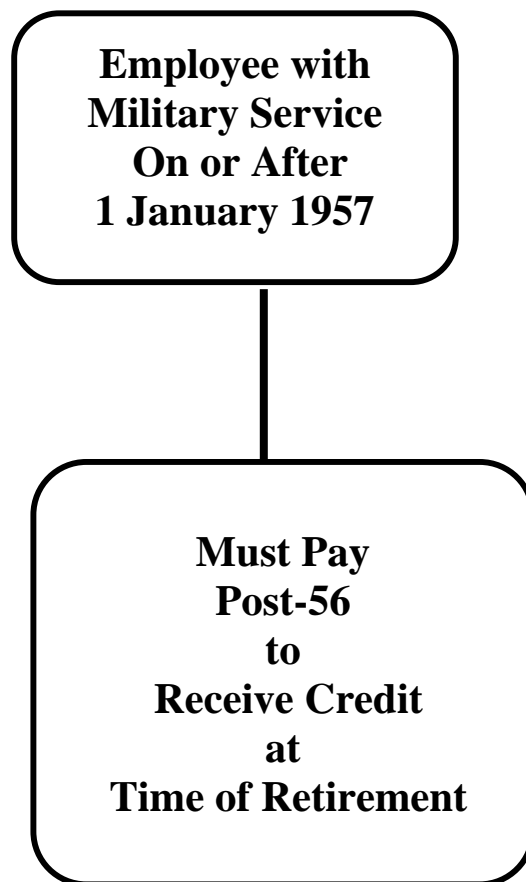 Employee with
Military Service
On or After
1 January 1957
Must Pay
Post-56
to
Receive Credit
at
Time of Retirement